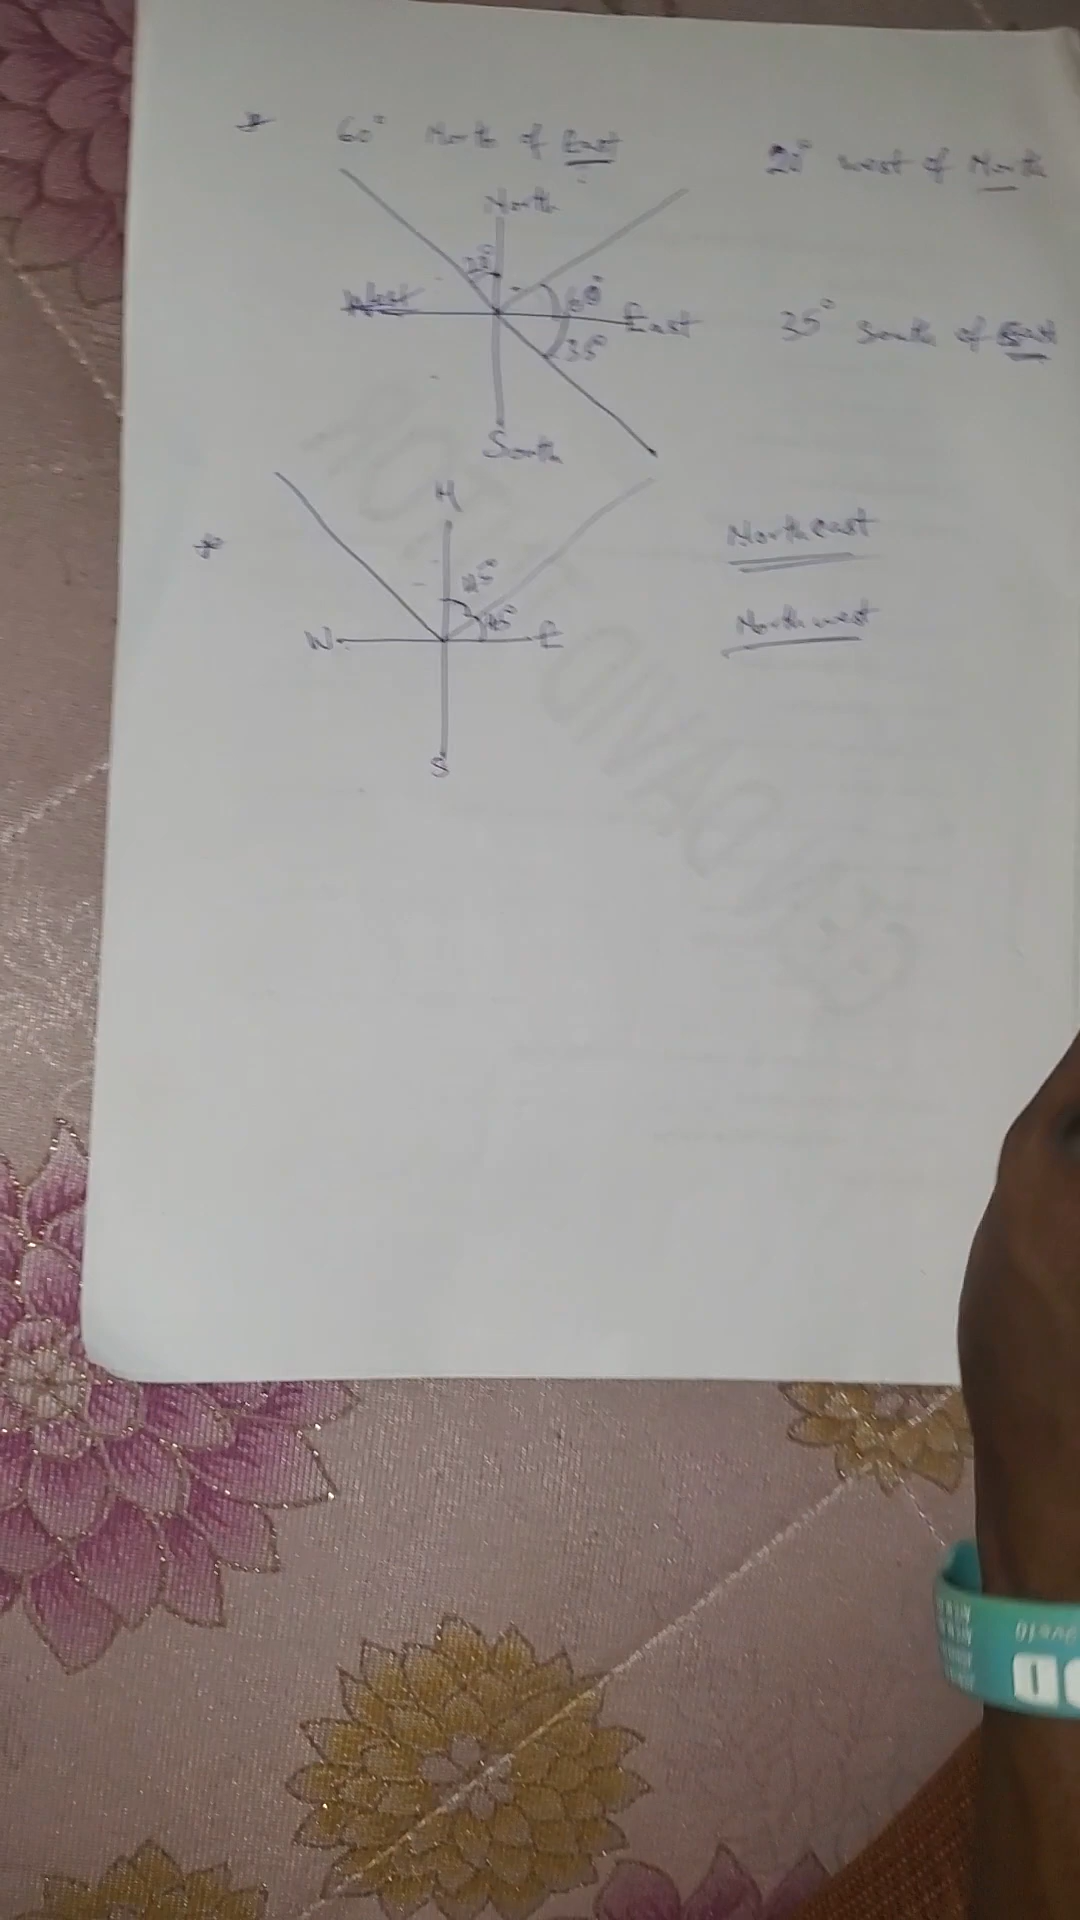 * 60° North of East
20° west of North
North
20°
West
60°
East
35° South of East
35°
South
N
* Northeast
45°
45°
Northwest
W
E
S